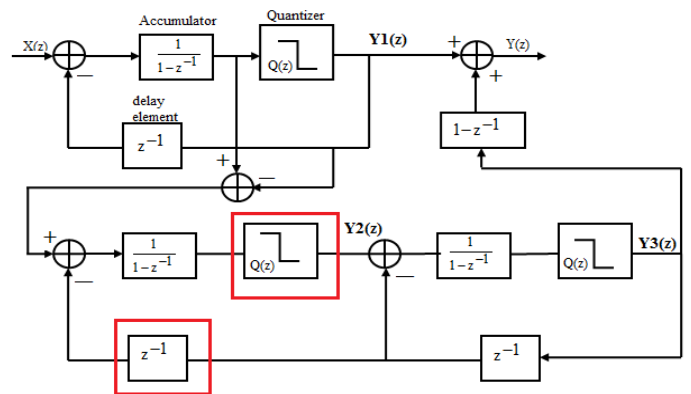 Accumulator
Quantizer
X(z)
1
1-z⁻¹
Q(z)
Y1(z)
+
Y(z)
—
+
delay
element
z⁻¹
1-z⁻¹
+
—
+
1
1-z⁻¹
Q(z)
Y2(z)
1
1-z⁻¹
Q(z)
Y3(z)
—
—
z⁻¹
z⁻¹